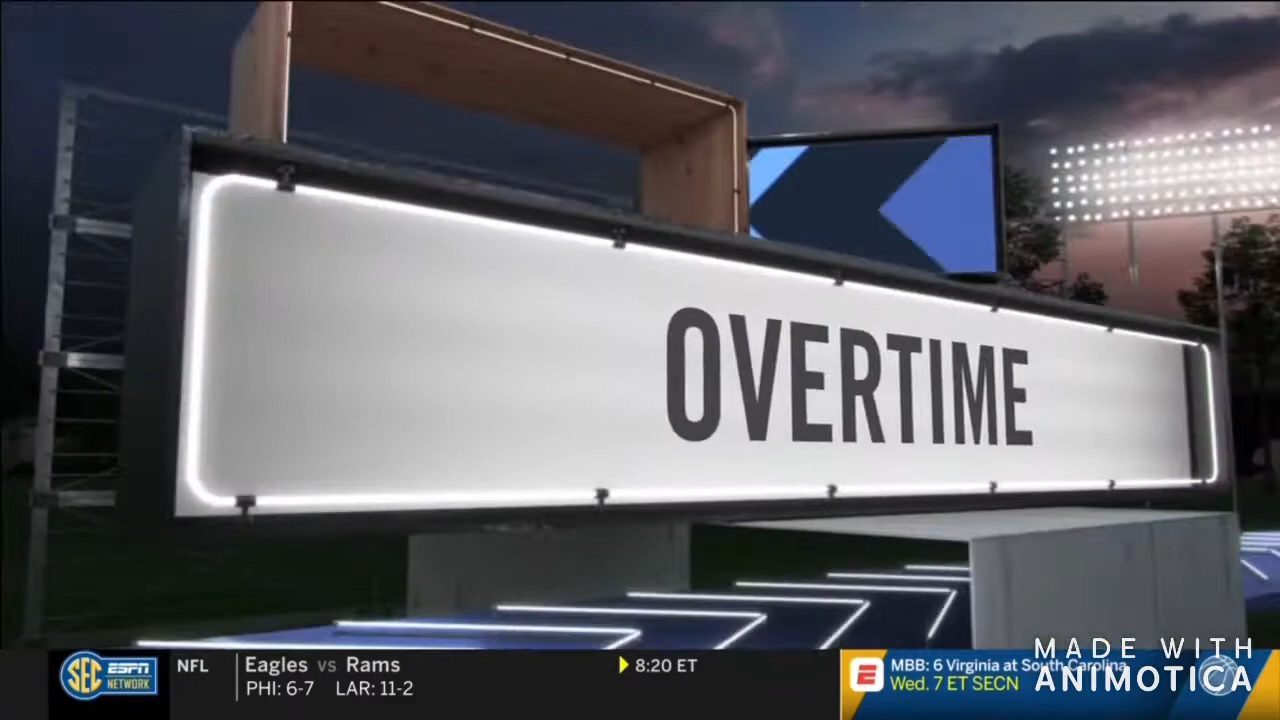 OVERTIME
SEC ESPN
NETWORK
NFL
Eagles vs Rams
PHI: 6-7 LAR: 11-2
8:20 ET
MBB: 6 Virginia at South Carolina
Wed. 7 ET SECN
MADE WITH
ANIMOTICA